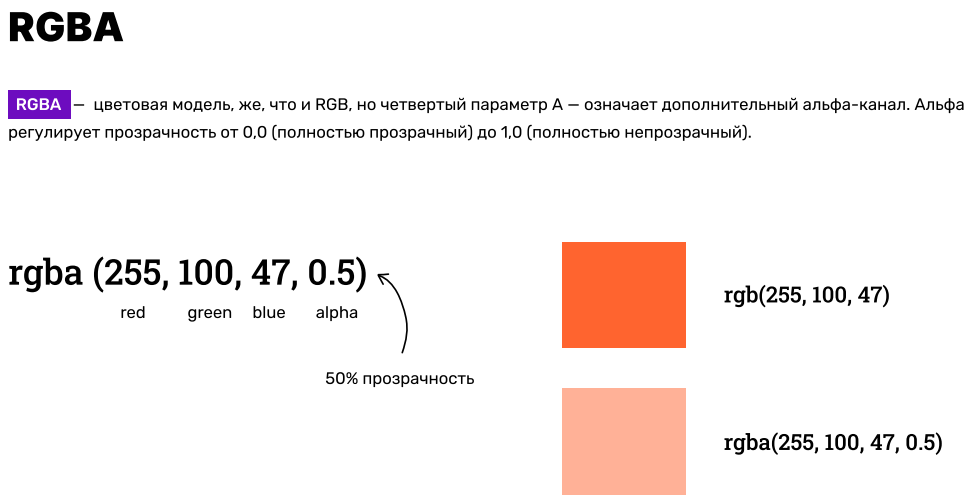 RGBA
RGBA — цветовая модель, же, что и RGB, но четвертый параметр А — означает дополнительный альфа-канал. Альфа
регулирует прозрачность от 0,0 (полностью прозрачный) до 1,0 (полностью непрозрачный).
rgba (255, 100, 47, 0.5)
red green blue alpha
50% прозрачность
rgb(255, 100, 47)
rgba(255, 100, 47, 0.5)